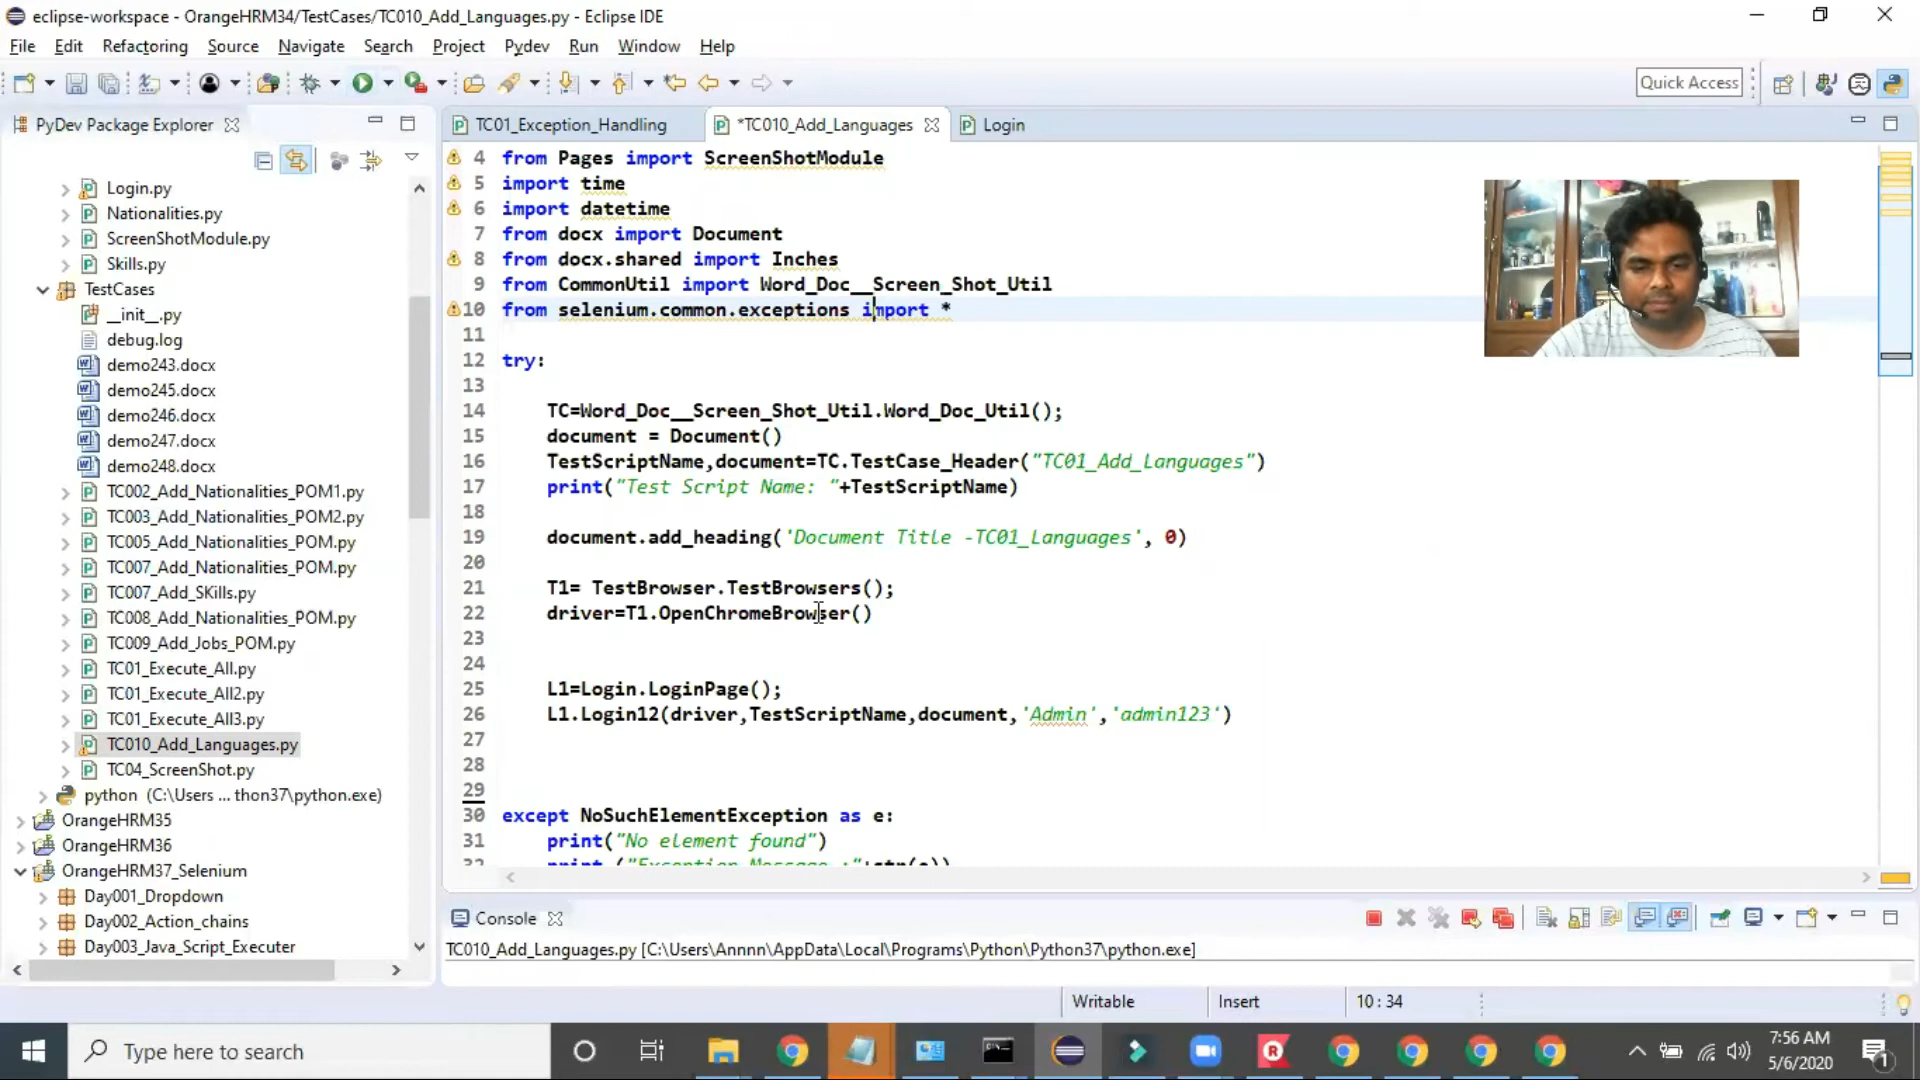 eclipse-workspace - OrangeHRM34/TestCases/TC010_Add_Languages.py - Eclipse IDE
File Edit Refactoring Source Navigate Search Project Pydev Run Window Help
Quick Access
PyDev Package Explorer
Login.py
Nationalities.py
ScreenShotModule.py
Skills.py
TestCases
__init__.py
debug.log
demo243.docx
demo245.docx
demo246.docx
demo247.docx
demo248.docx
TC002_Add_Nationalities_POM1.py
TC003_Add_Nationalities_POM2.py
TC005_Add_Nationalities_POM.py
TC007_Add_Nationalities_POM.py
TC007_Add_SKills.py
TC008_Add_Nationalities_POM.py
TC009_Add_Jobs_POM.py
TC01_Execute_All.py
TC01_Execute_All2.py
TC01_Execute_All3.py
TC010_Add_Languages.py
TC04_ScreenShot.py
python (C:\Users ... thon37\python.exe)
OrangeHRM35
OrangeHRM36
OrangeHRM37_Selenium
Day001_Dropdown
Day002_Action_chains
Day003_Java_Script_Executer
TC01_Exception_Handling *TC010_Add_Languages Login
4 from Pages import ScreenShotModule
5 import time
6 import datetime
7 from docx import Document
8 from docx.shared import Inches
9 from CommonUtil import Word_Doc__Screen_Shot_Util
10 from selenium.common.exceptions import *
11
12 try:
13
14 TC=Word_Doc__Screen_Shot_Util.Word_Doc_Util();
15 document = Document()
16 TestScriptName,document=TC.TestCase_Header("TC01_Add_Languages")
17 print("Test Script Name: "+TestScriptName)
18
19 document.add_heading('Document Title -TC01_Languages', 0)
20
21 T1= TestBrowser.TestBrowsers();
22 driver=T1.OpenChromeBrowser()
23
24
25 L1=Login.LoginPage();
26 L1.Login12(driver,TestScriptName,document,'Admin','admin123')
27
28
29
30 except NoSuchElementException as e:
31 print("No element found")
32 print ("Exception Message :"+str(e))
Console
TC010_Add_Languages.py [C:\Users\Annnn\AppData\Local\Programs\Python\Python37\python.exe]
Writable Insert 10 : 34
Type here to search
7:56 AM
5/6/2020
1